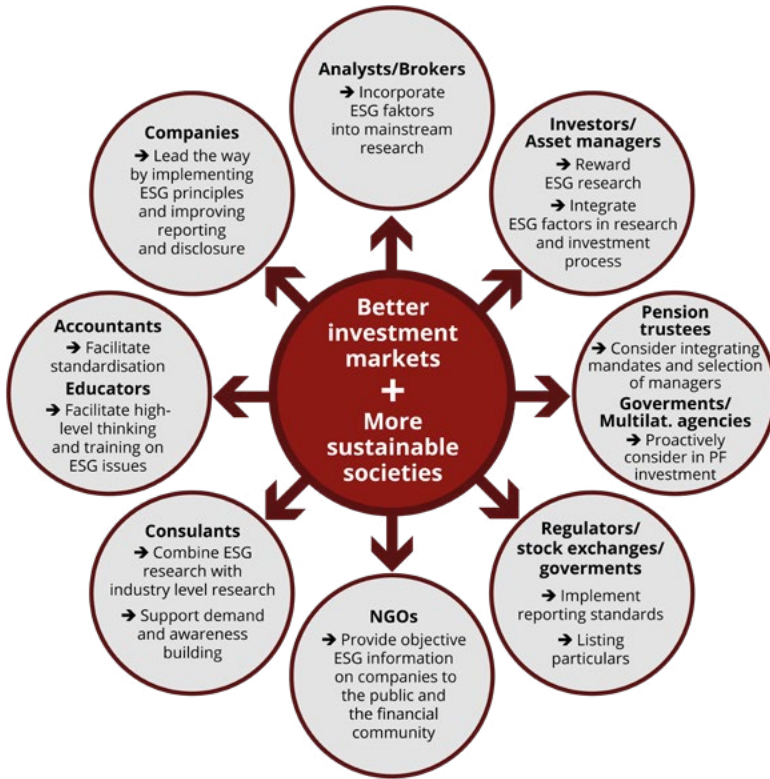 Analysts/Brokers
➔ Incorporate
ESG faktors
into mainstream
research
Investors/
Asset managers
➔ Reward
ESG research
➔ Integrate
ESG factors in research
and investment
process
Pension
trustees
➔ Consider integrating
mandates and selection
of managers
Goverments/
Multilat. agencies
➔ Proactively
consider in PF
investment
Regulators/
stock exchanges/
goverments
➔ Implement
reporting standards
➔ Listing
particulars
NGOs
➔ Provide objective
ESG information
on companies to
the public and
the financial
community
Consulants
➔ Combine ESG
research with
industry level research
➔ Support demand
and awareness
building
Accountants
➔ Facilitate
standardisation
Educators
➔ Facilitate high-
level thinking
and training on
ESG issues
Companies
➔ Lead the way
by implementing
ESG principles
and improving
reporting
and disclosure
Better
investment
markets
+
More
sustainable
societies